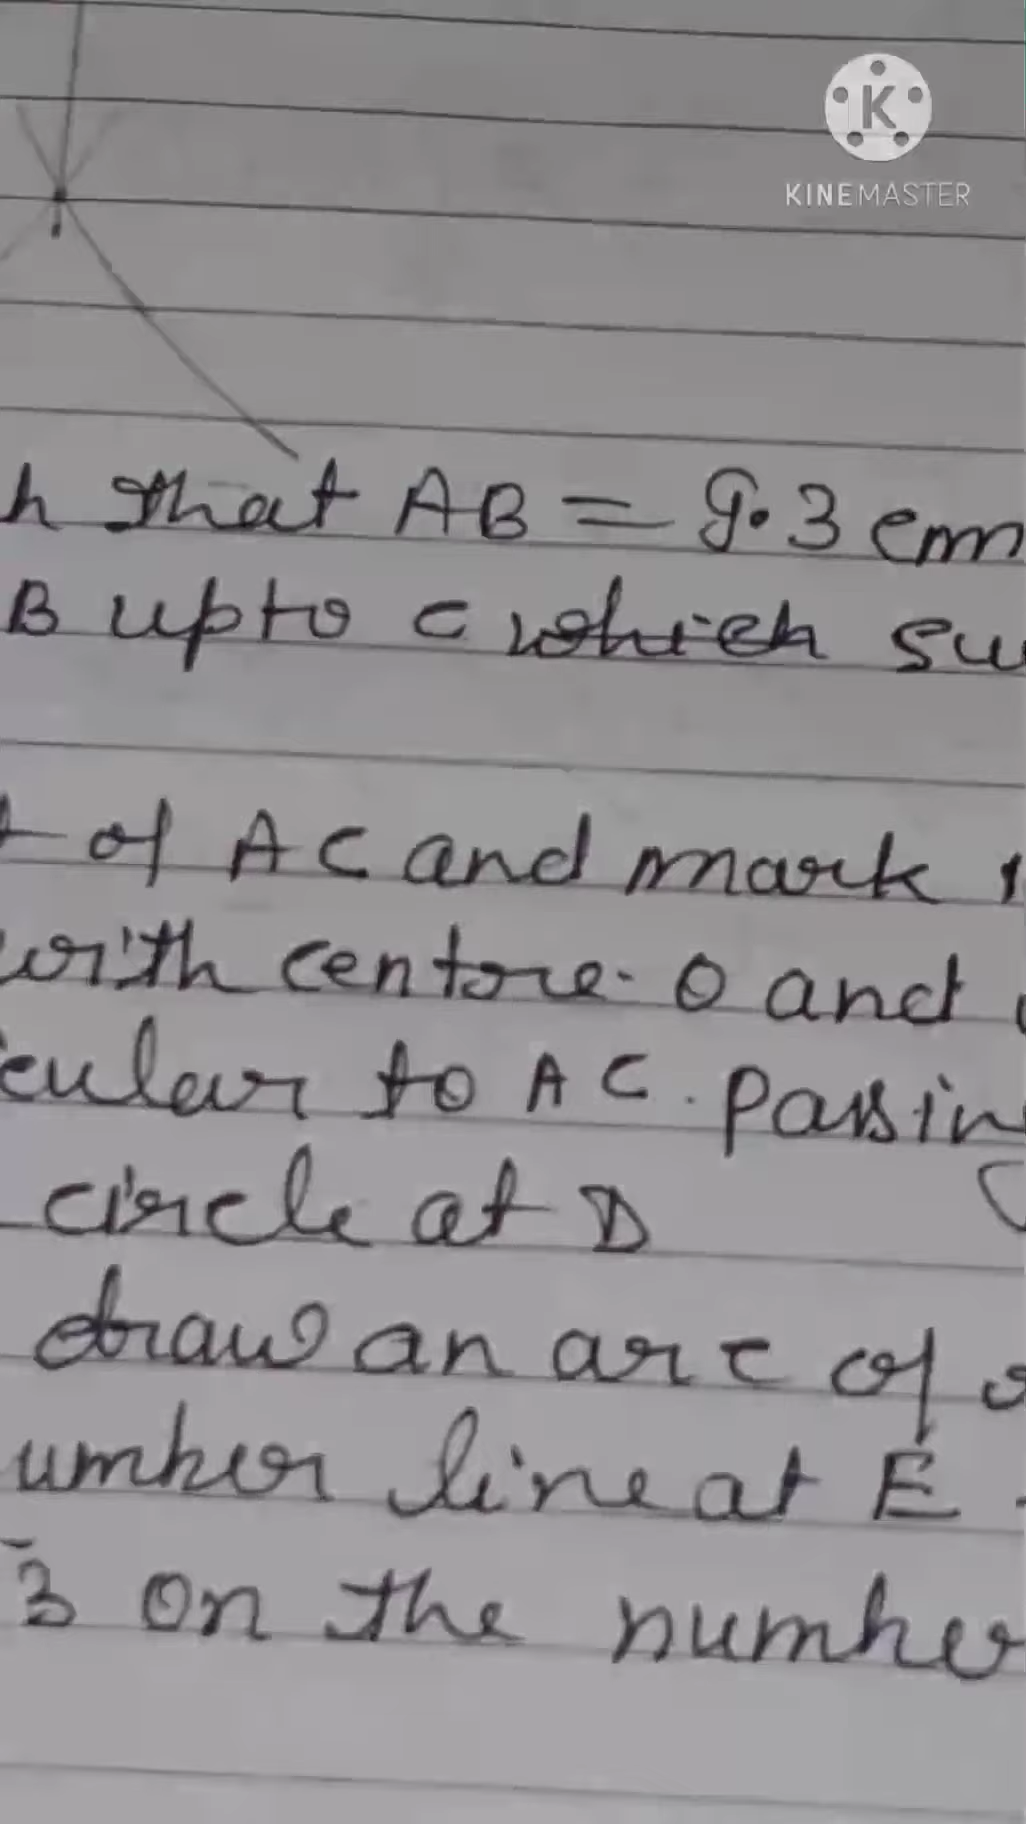 K
KINEMASTER
h that AB = 9.3 cm
B upto C which su
of AC and mark
with centre O and
cular to AC. Passin
circle at D
draw an arc of
umber line at E
3 on the number